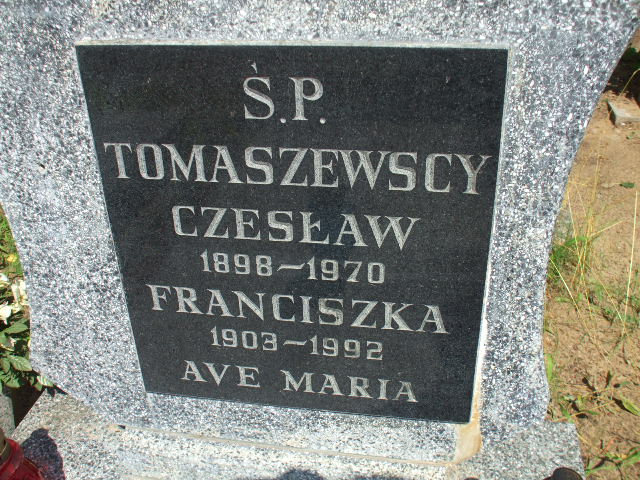 Ś.P.
TOMASZEWSCY
CZESŁAW
1898-1970
FRANCISZKA
1903-1992
AVE MARIA